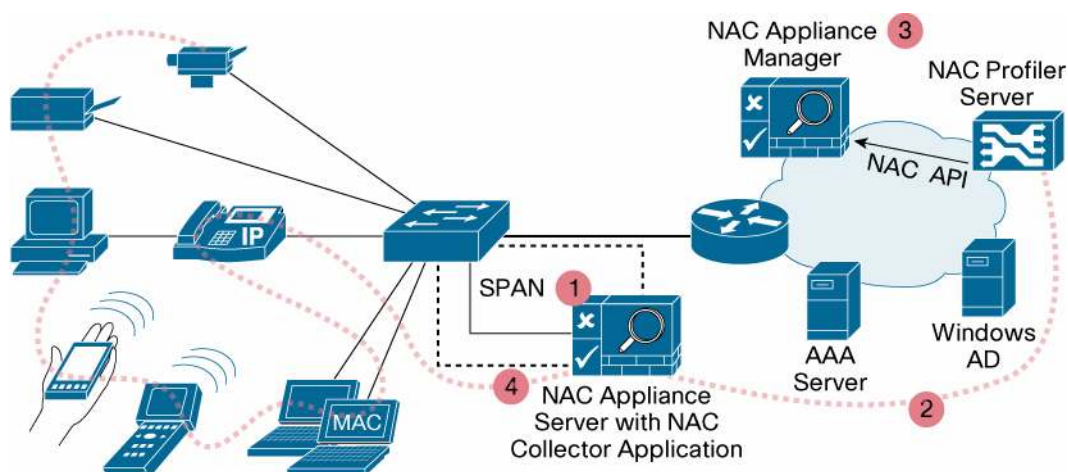 NAC Appliance
Manager
3
NAC Profiler
Server
NAC API
IP
SPAN
1
MAC
4
NAC Appliance
Server with NAC
Collector Application
AAA
Server
Windows
AD
2